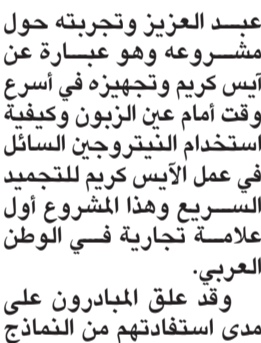 عبد العزيز وتجربته حول
مشروعه وهو عبارة عن
آيس كريم وتجهيزه في أسرع
وقت أمام عين الزبون وكيفية
استخدام النيتروجين السائل
في عمل الآيس كريم للتجميد
السريع وهذا المشروع أول
علامة تجارية في الوطن
العربي.
وقد علق المبادرون على
مدى استفادتهم من النماذج